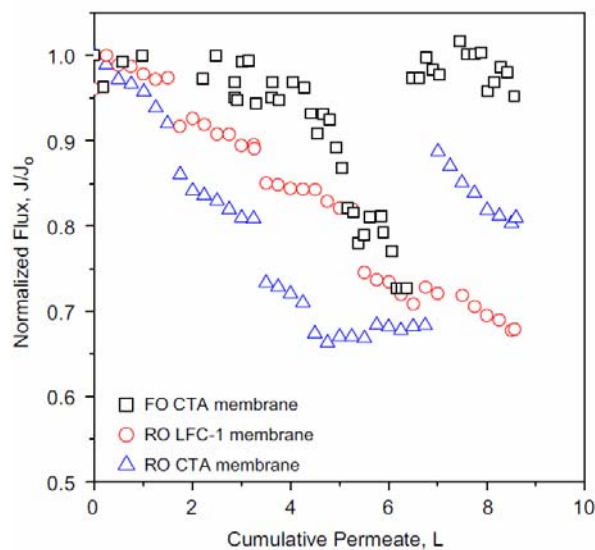 Normalized Flux, J/Jo
1.0
0.9
0.8
0.7
0.6
0.5
FO CTA membrane
RO LFC-1 membrane
RO CTA membrane
0 2 4 6 8 10
Cumulative Permeate, L